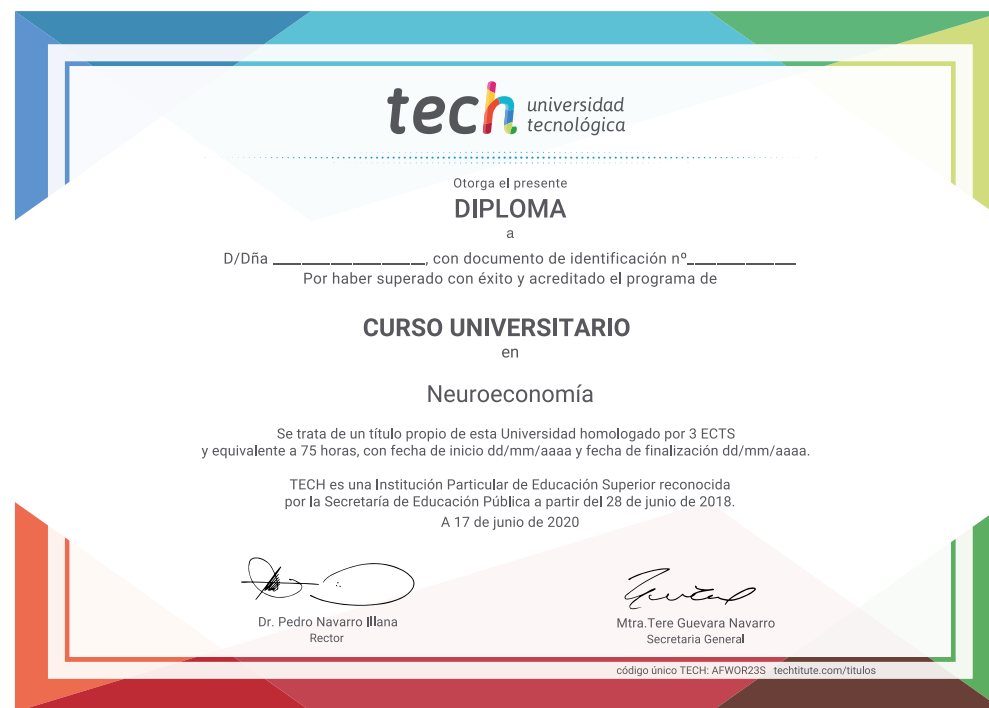 tech universidad
tecnológica
Otorga el presente
DIPLOMA
a
D/Dña ____________________, con documento de identificación nº______________
Por haber superado con éxito y acreditado el programa de
CURSO UNIVERSITARIO
en
Neuroeconomía
Se trata de un título propio de esta Universidad homologado por 3 ECTS
y equivalente a 75 horas, con fecha de inicio dd/mm/aaaa y fecha de finalización dd/mm/aaaa.
TECH es una Institución Particular de Educación Superior reconocida
por la Secretaría de Educación Pública a partir del 28 de junio de 2018.
A 17 de junio de 2020
Dr. Pedro Navarro Illana
Rector
Mtra.Tere Guevara Navarro
Secretaria General
código único TECH: AFWOR23S techtitute.com/titulos